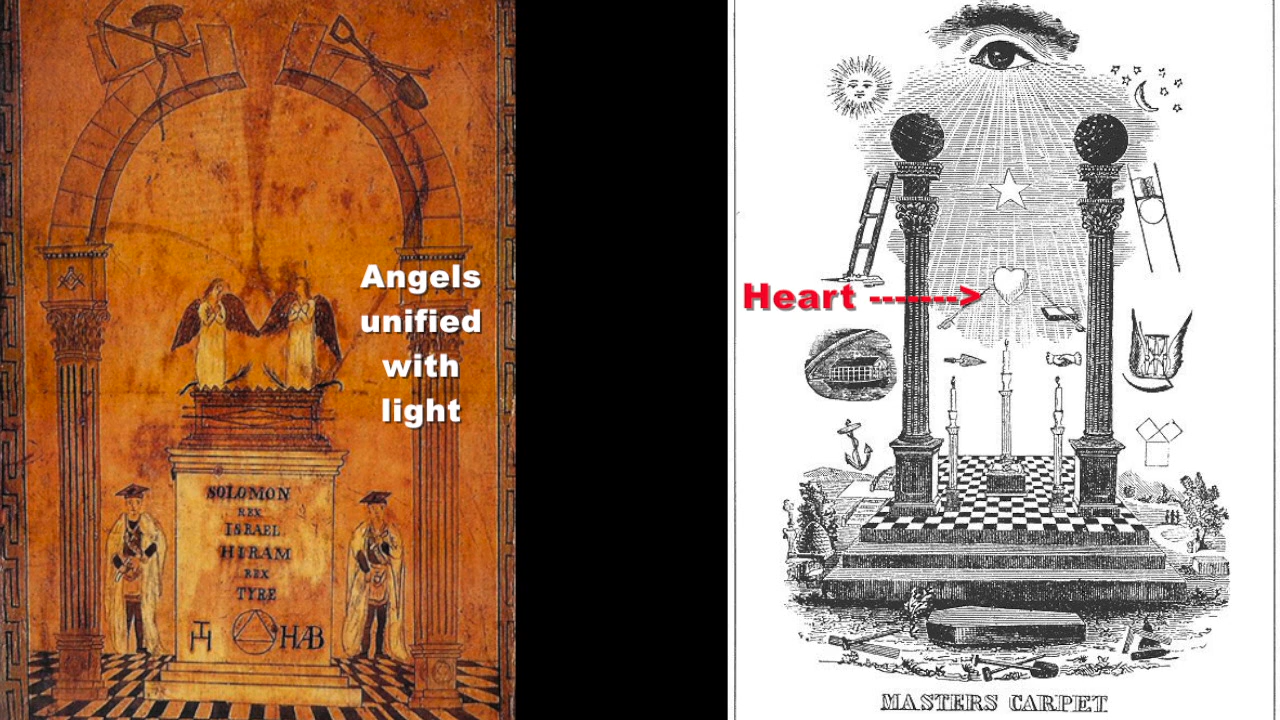 Angels
unified
with
light
SOLOMON
REX
ISRAEL
HIRAM
REX
TYRE
HAB
Heart ------->
MASTERS CARPET